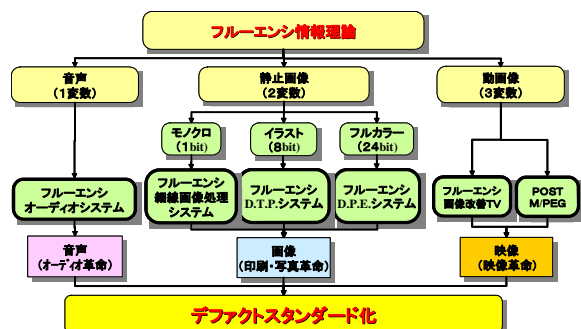 フルーエンシ情報理論
音声
(1変数)
静止画像
(2変数)
動画像
(3変数)
モノクロ
(1bit)
イラスト
(8bit)
フルカラー
(24bit)
フルーエンシ
オーディオシステム
フルーエンシ
細線画像処理
システム
フルーエンシ
D.T.P.システム
フルーエンシ
D.P.E.システム
フルーエンシ
画像改善TV
POST
M/PEG
音声
(オーディオ革命)
画像
(印刷・写真革命)
映像
(映像革命)
デファクトスタンダード化